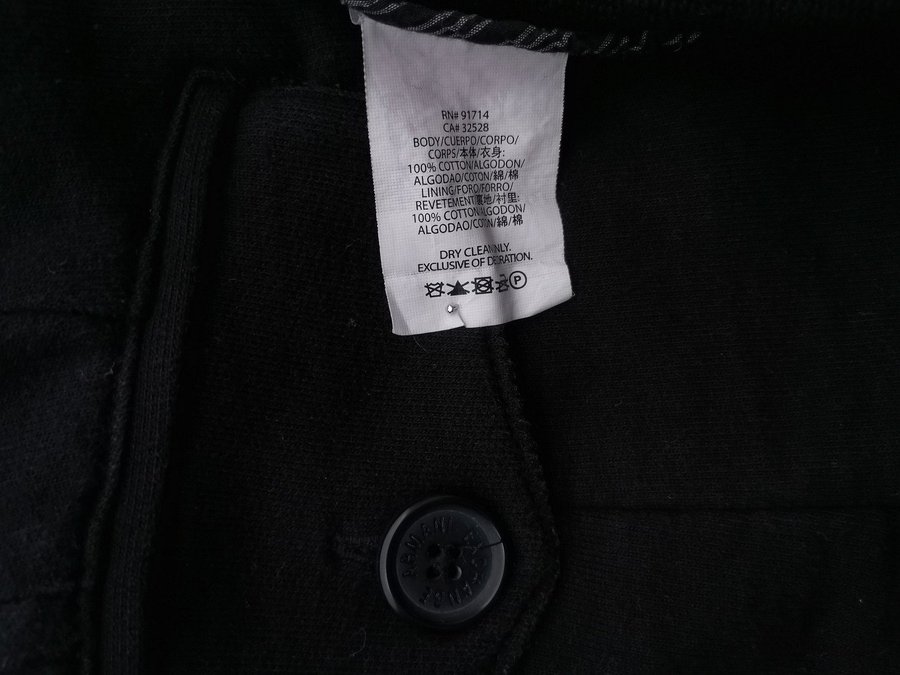 RN# 91714
CA# 32528
BODY/CUERPO/CORPO/
CORPS/本体/衣身:
100% COTTON/ALGODON/
ALGODAO/COTON/綿/棉
LINING/FORO/FORRO/
REVETEMENT/裏地/衬里:
100% COTTON/ALGODON/
ALGODAO/COTON/綿/棉
DRY CLEAN
EXCLUSIVE OF
P
ARMANI EXCHANGE